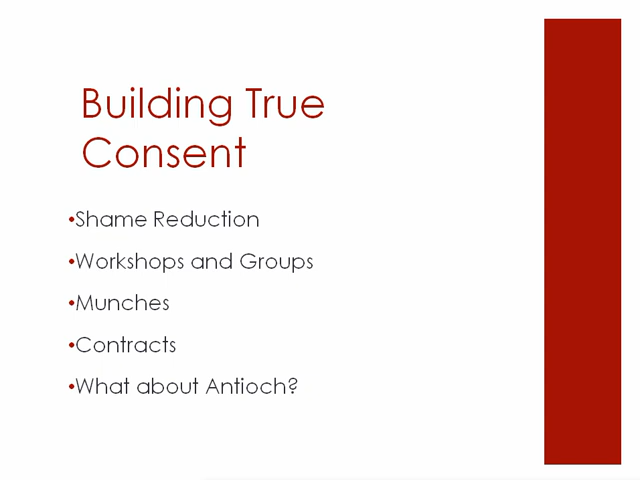 Building True
Consent
•Shame Reduction
•Workshops and Groups
•Munches
•Contracts
•What about Antioch?